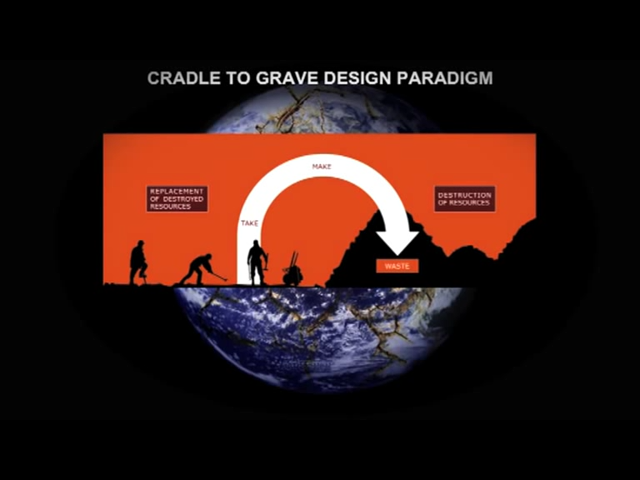 CRADLE TO GRAVE DESIGN PARADIGM
MAKE
REPLACEMENT
OF DESTROYED
RESOURCES
DESTRUCTION
OF RESOURCES
TAKE
WASTE